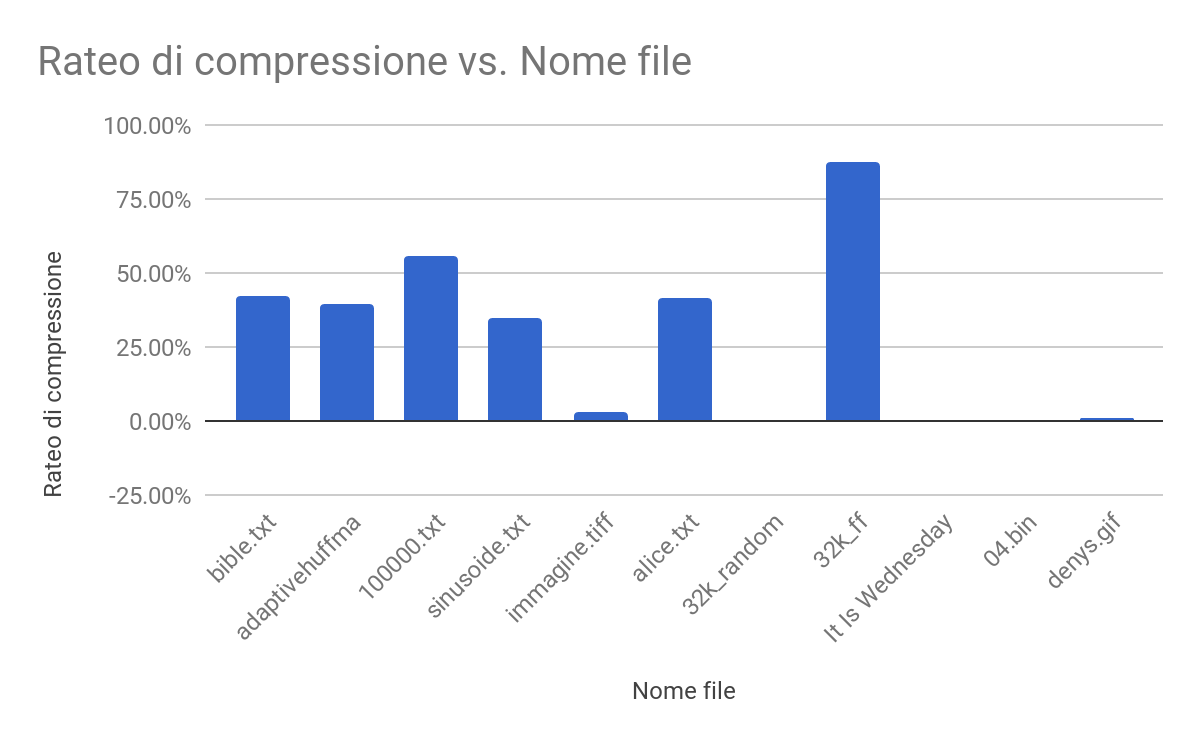 Rateo di compressione vs. Nome file
100.00%
75.00%
50.00%
25.00%
0.00%
-25.00%
Rateo di compressione
bible.txt
adaptivehuffma
100000.txt
sinusoide.txt
immagine.tiff
alice.txt
32k_random
32k_ff
It Is Wednesday
04.bin
denys.gif
Nome file